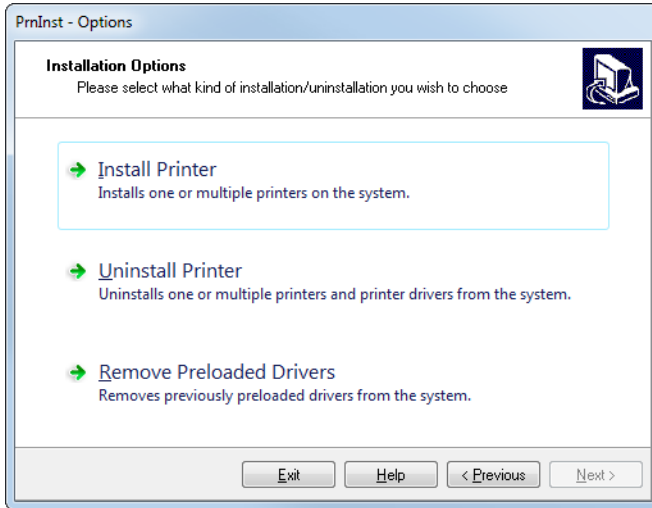 PrnInst - Options
Installation Options
Please select what kind of installation/uninstallation you wish to choose
Install Printer
Installs one or multiple printers on the system.
Uninstall Printer
Uninstalls one or multiple printers and printer drivers from the system.
Remove Preloaded Drivers
Removes previously preloaded drivers from the system.
Exit Help < Previous Next >